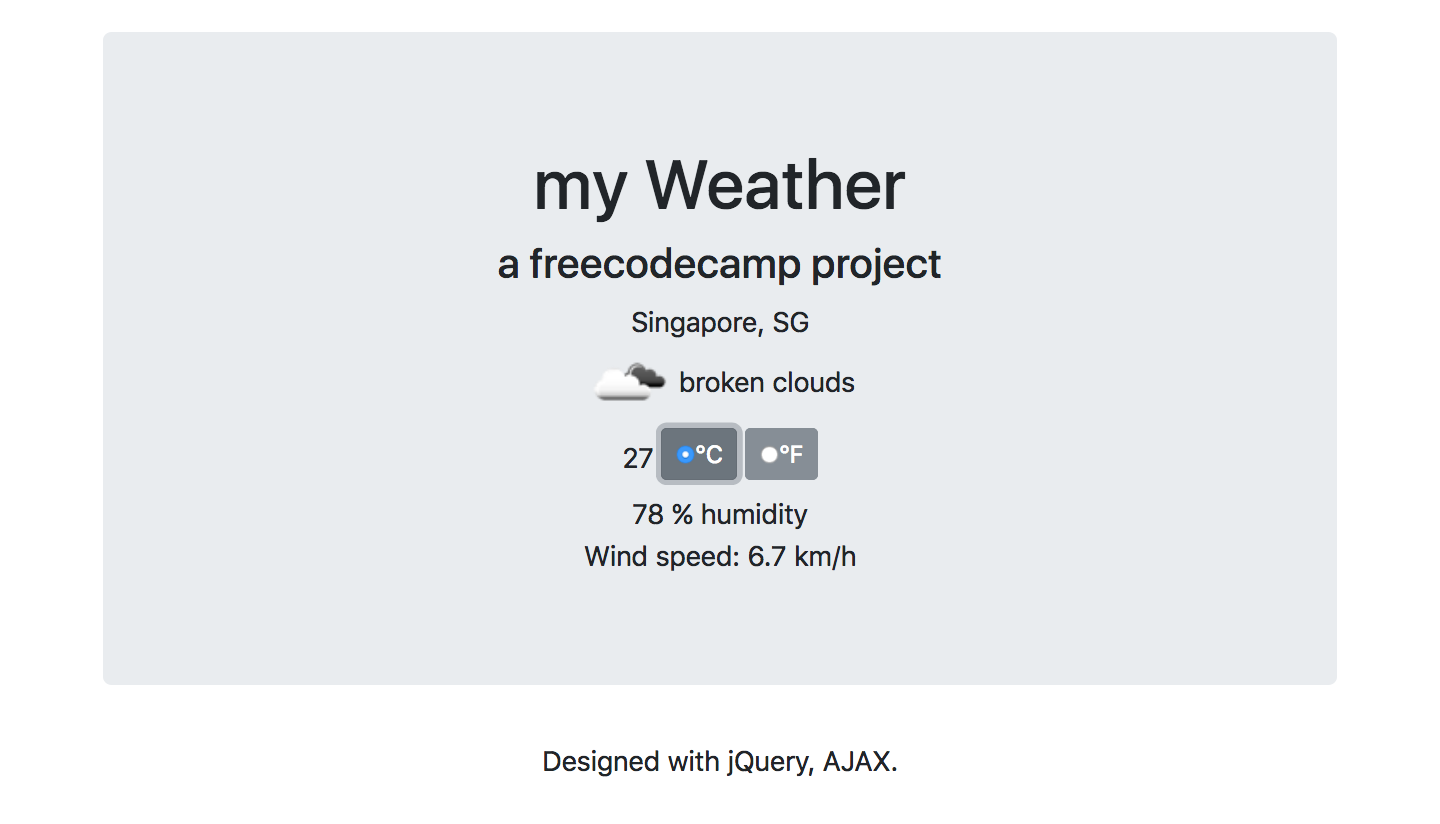 my Weather
a freecodecamp project
Singapore, SG
broken clouds
27 °C °F
78 % humidity
Wind speed: 6.7 km/h
Designed with jQuery, AJAX.